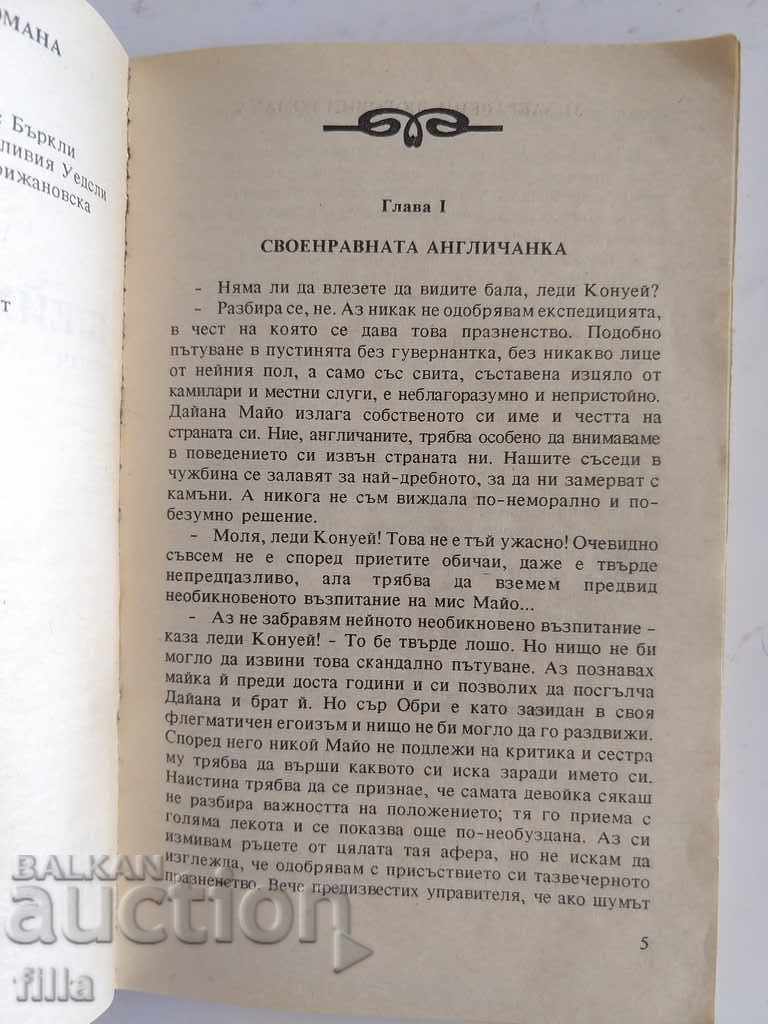 ОМАНА
Бъркли
ливия Уедсли
рижановска
т
Глава I
СВОЕНРАВНАТА АНГЛИЧАНКА
– Няма ли да влезете да видите бала, леди Конуей?
– Разбира се, не. Аз никак не одобрявам експедицията,
в чест на която се дава това празненство. Подобно
пътуване в пустинята без гувернантка, без никакво лице
от нейния пол, а само със свита, съставена изцяло от
камилари и местни слуги, е неблагоразумно и непристойно.
Дайана Майо излага собственото си име и честта на
страната си. Ние, англичаните, трябва особено да внимаваме
в поведението си извън страната ни. Нашите съседи в
чужбина се залавят за най-дребното, за да ни замерват с
камъни. А никога не съм виждала по-неморално и по-
безумно решение.
– Моля, леди Конуей! Това не е тъй ужасно! Очевидно
съвсем не е според приетите обичаи, даже е твърде
непредпазливо, ала трябва да вземем предвид
необикновеното възпитание на мис Майо...
– Аз не забравям нейното необикновено възпитание –
каза леди Конуей! – То бе твърде лошо. Но нищо не би
могло да извини това скандално пътуване. Аз познавах
майка й преди доста години и си позволих да посгълча
Дайана и брат й. Но сър Обри е като зазидан в своя
флегматичен егоизъм и нищо не би могло да го раздвижи.
Според него никой Майо не подлежи на критика и сестра
му трябва да върши каквото си иска заради името си.
Наистина трябва да се признае, че самата девойка сякаш
не разбира важността на положението; тя го приема с
голяма лекота и се показва още по-необуздана. Аз си
измивам ръцете от цялата тая афера, но не искам да
изглежда, че одобрявам с присъствието си тазвечерното
празненство. Вече предизвестих управителя, че ако шумът
5
BALKAN
auction
filla